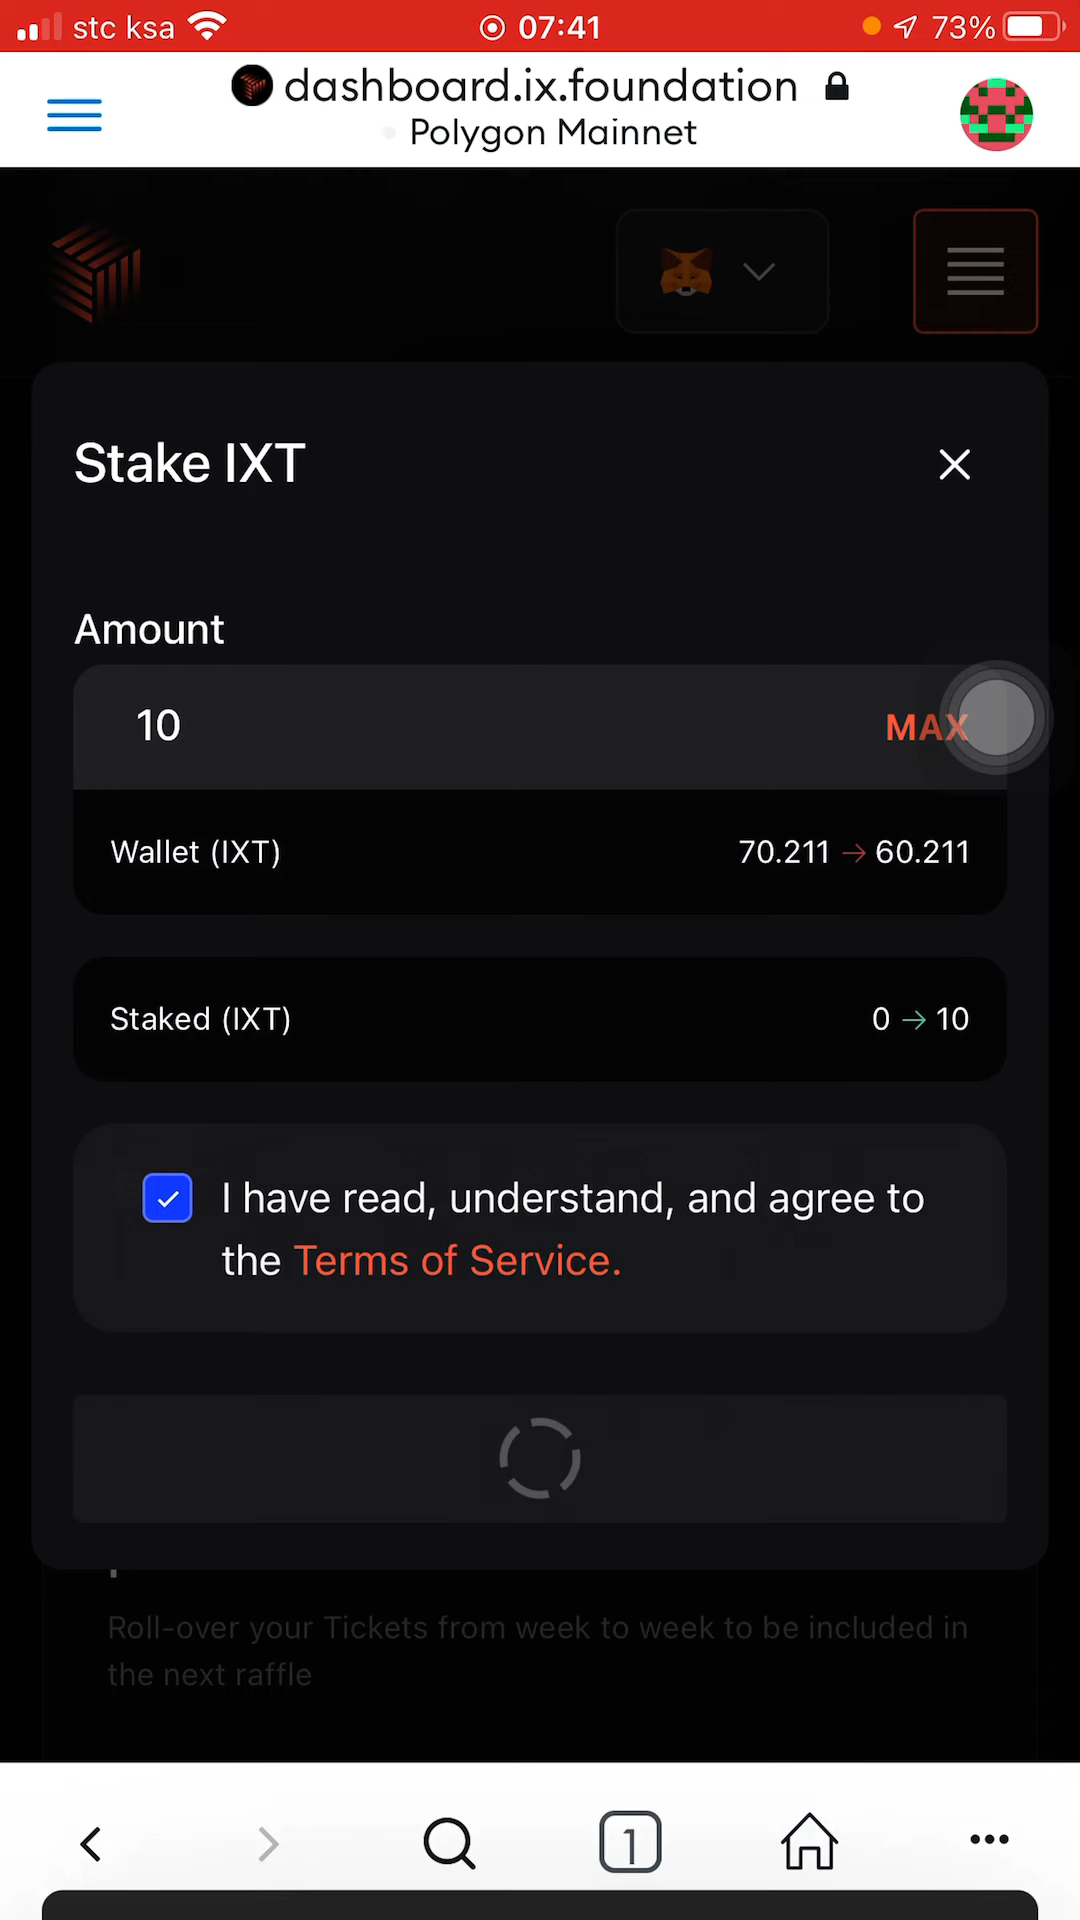 stc ksa 07:41 73%
dashboard.ix.foundation
Polygon Mainnet
Stake IXT
Amount
10 MAX
Wallet (IXT) 70.211 → 60.211
Staked (IXT) 0 → 10
I have read, understand, and agree to
the Terms of Service.
Roll-over your Tickets from week to week to be included in
the next raffle
1